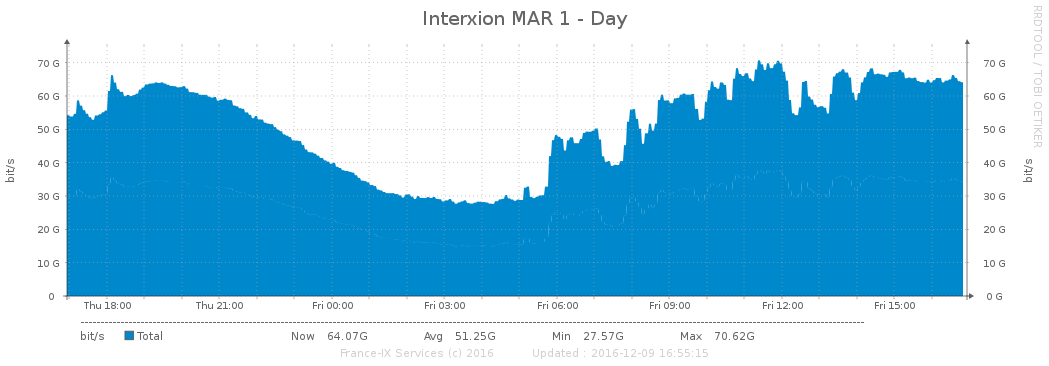 Interxion MAR 1 - Day
RRDTOOL / TOBI OETIKER
bit/s
bit/s
70 G 70 G
60 G 60 G
50 G 50 G
40 G 40 G
30 G 30 G
20 G 20 G
10 G 10 G
0 0 G
Thu 18:00 Thu 21:00 Fri 00:00 Fri 03:00 Fri 06:00 Fri 09:00 Fri 12:00 Fri 15:00
bit/s Total Now 64.07G Avg 51.25G Min 27.57G Max 70.62G
France-IX Services (c) 2016 Updated : 2016-12-09 16:55:15